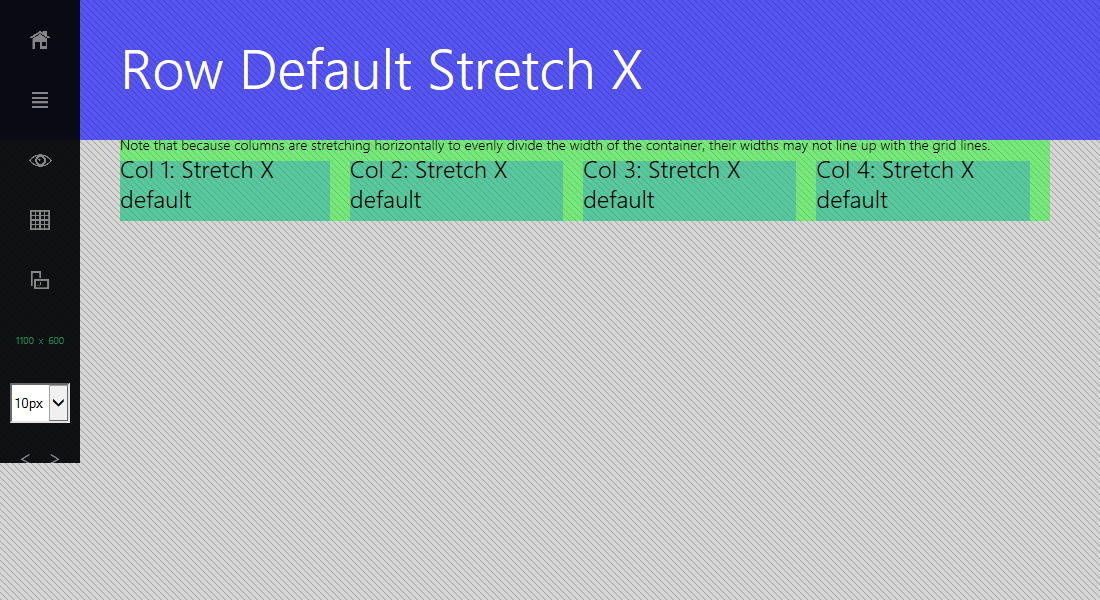 Row Default Stretch X
Note that because columns are stretching horizontally to evenly divide the width of the container, their widths may not line up with the grid lines.
Col 1: Stretch X
default
Col 2: Stretch X
default
Col 3: Stretch X
default
Col 4: Stretch X
default
1100 x 600
10px
< >